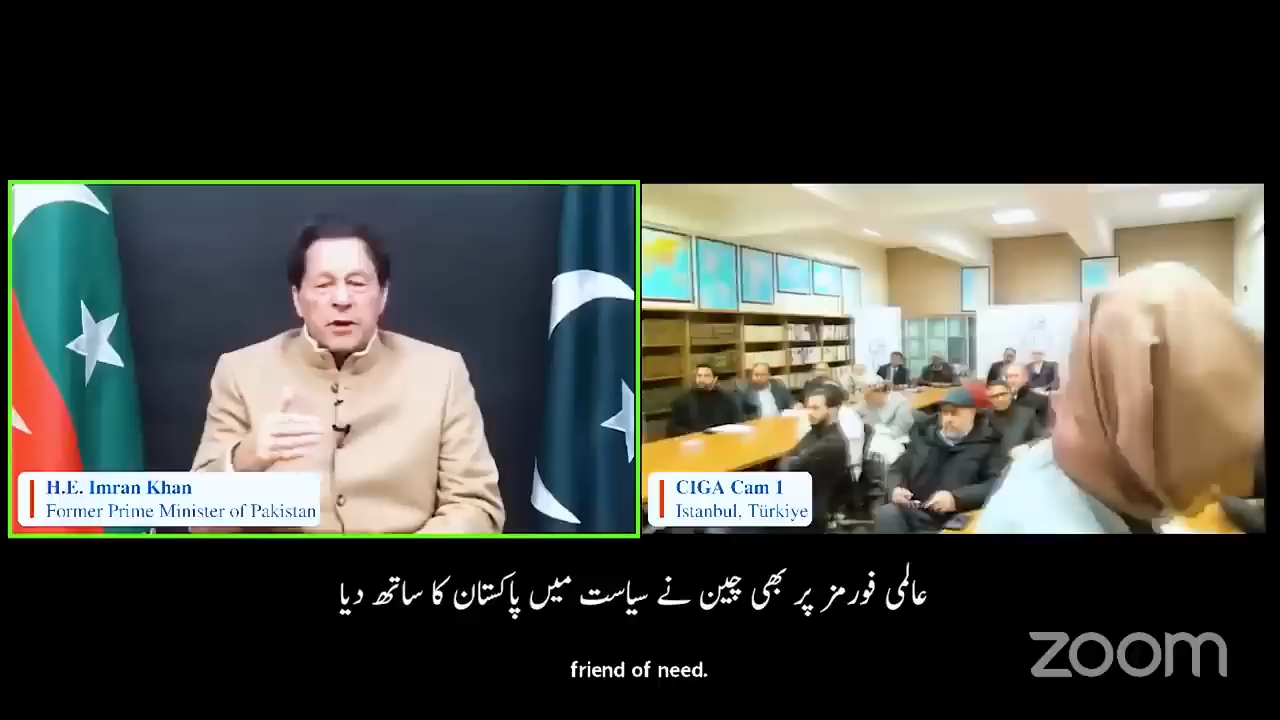 H.E. Imran Khan
Former Prime Minister of Pakistan
CIGA Cam 1
Istanbul, Türkiye
عالمی فورمز پر بھی چین نے سیاست میں پاکستان کا ساتھ دیا
friend of need.
zoom